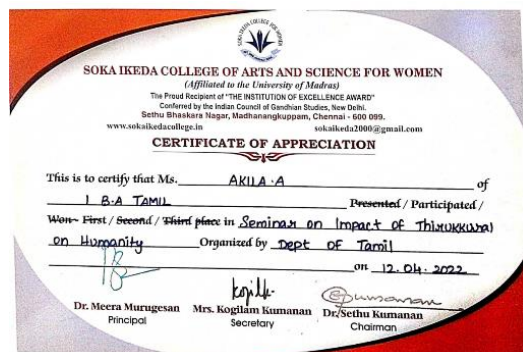 SOKA IKEDA COLLEGE OF ARTS AND SCIENCE FOR WOMEN
(Affiliated to the University of Madras)
The Proud Recipient of "THE INSTITUTION OF EXCELLENCE AWARD"
Conferred by the Indian Council of Gandhian Studies, New Delhi.
Sethu Bhaskara Nagar, Madhanangkuppam, Chennai - 600 099.
www.sokaikedacollege.in sokaikeda2000@gmail.com
CERTIFICATE OF APPRECIATION
This is to certify that Ms. AKILA.A of
I B.A TAMIL Presented / Participated /
Won- First / Second / Third place in Seminar on Impact of Thirukkural
on Humanity Organized by Dept OF Tamil
on 12.04.2022
Dr. Meera Murugesan Mrs. Kogilam Kumanan Dr. Sethu Kumanan
Principal Secretary Chairman